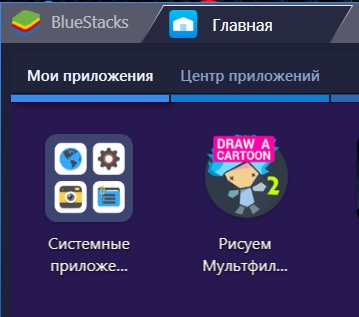 BlueStacks Главная
Мои приложения Центр приложений
DRAW A
CARTOON
2
Системные Рисуем
приложе... Мультфил...